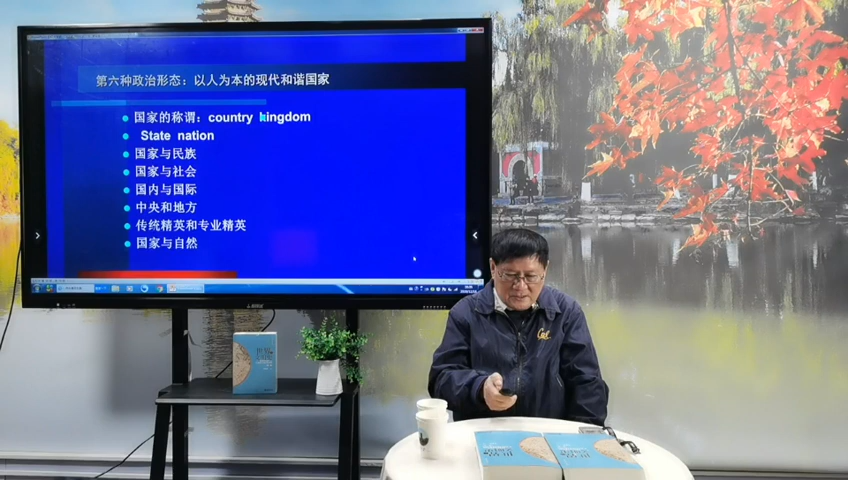 第六种政治形态：以人为本的现代和谐国家
国家的称谓：country kingdom
State nation
国家与民族
国家与社会
国内与国际
中央和地方
传统精英和专业精英
国家与自然
Cal